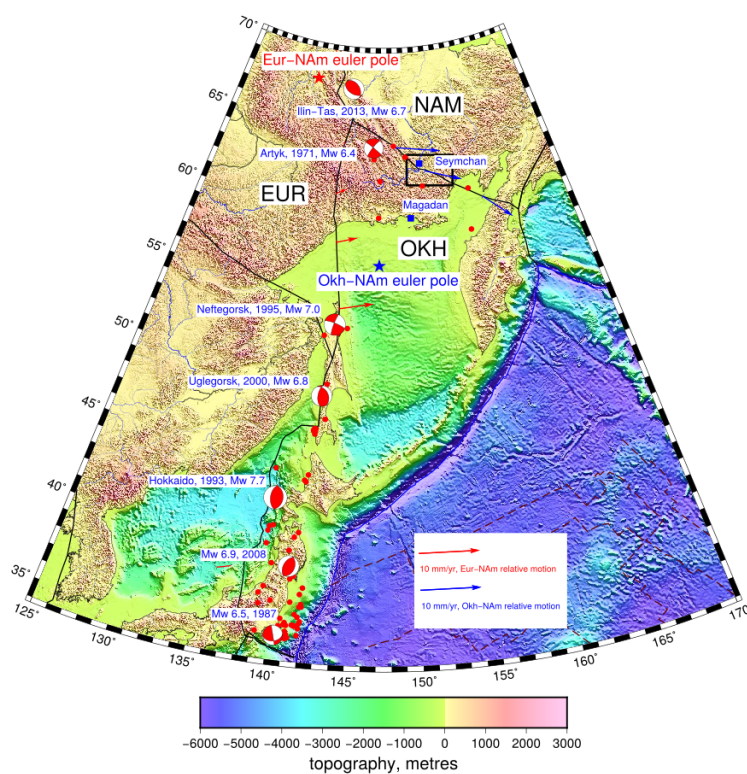 70˚
65˚
60˚
55˚
50˚
45˚
40˚
35˚
125˚
130˚
135˚
140˚
145˚
150˚
155˚
160˚
165˚
170˚
Eur−NAm euler pole
NAM
Ilin−Tas, 2013, Mw 6.7
Artyk, 1971, Mw 6.4
Seymchan
EUR
Magadan
OKH
Okh−NAm euler pole
Neftegorsk, 1995, Mw 7.0
Uglegorsk, 2000, Mw 6.8
Hokkaido, 1993, Mw 7.7
Mw 6.9, 2008
Mw 6.5, 1987
10 mm/yr, Eur−NAm relative motion
10 mm/yr, Okh−NAm relative motion
−6000 −5000 −4000 −3000 −2000 −1000 0 1000 2000 3000
topography, metres